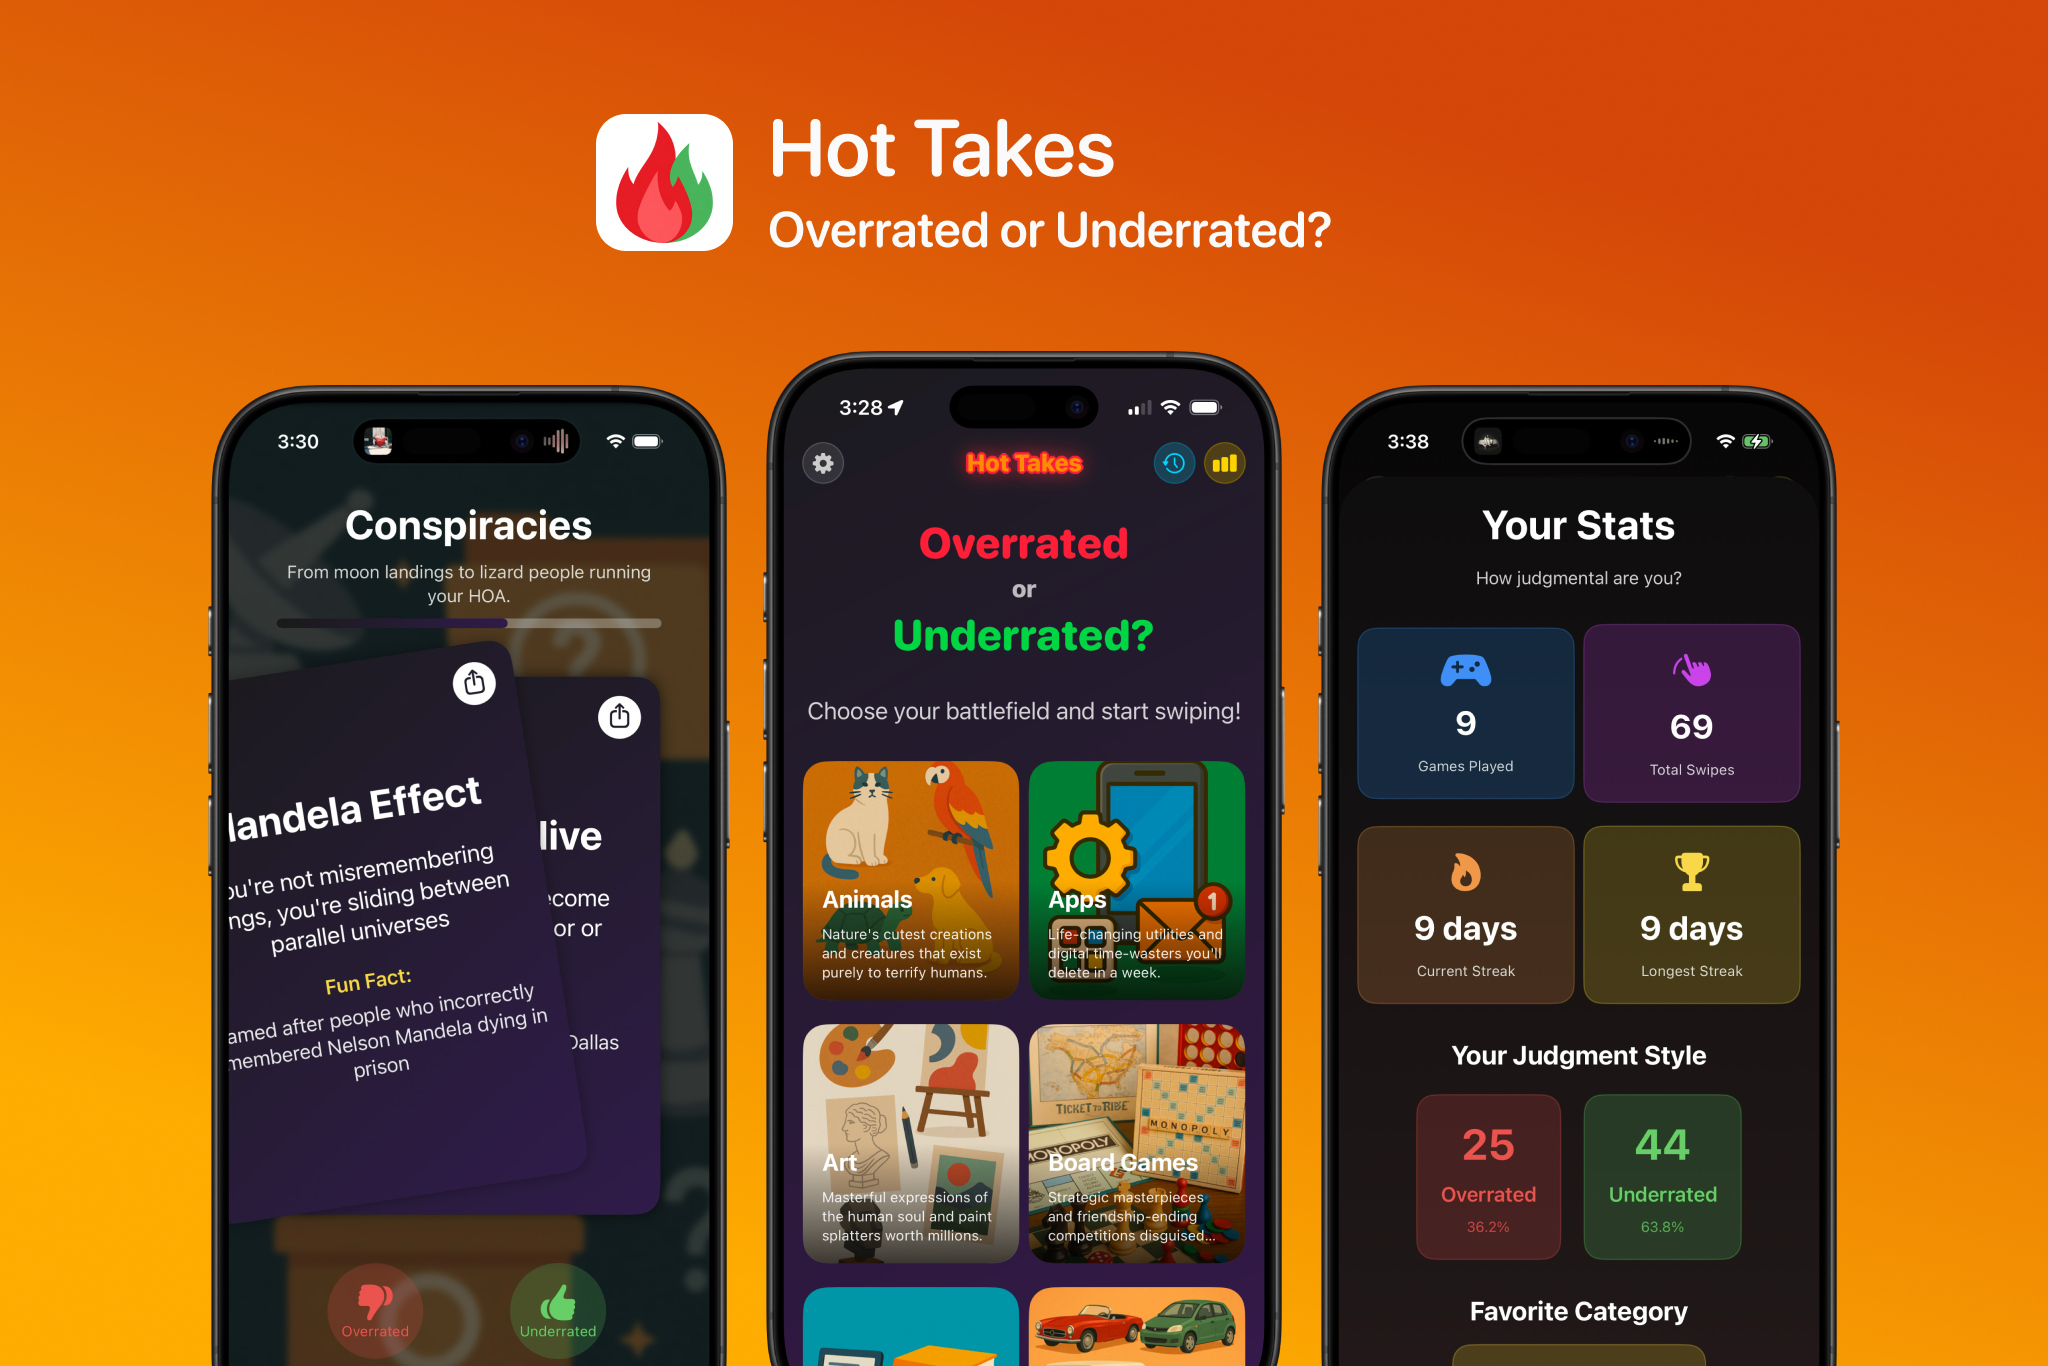 Hot Takes
Overrated or Underrated?
3:30
Conspiracies
From moon landings to lizard people running
your HOA.
landela Effect
ou're not misremembering
ngs, you're sliding between
parallel universes
Fun Fact:
amed after people who incorrectly
membered Nelson Mandela dying in
prison
live
ecome
or or
Dallas
Overrated
Underrated
3:28
Hot Takes
Overrated
or
Underrated?
Choose your battlefield and start swiping!
Animals
Nature's cutest creations
and creatures that exist
purely to terrify humans.
1
Apps
Life-changing utilities and
digital time-wasters you'll
delete in a week.
Art
Masterful expressions of
the human soul and paint
splatters worth millions.
TICKET TO RIBE
MONOPOLY
MONOPOLY
Board Games
Strategic masterpieces
and friendship-ending
competitions disguised...
3:38
Your Stats
How judgmental are you?
9
Games Played
69
Total Swipes
9 days
Current Streak
9 days
Longest Streak
Your Judgment Style
25
Overrated
36.2%
44
Underrated
63.8%
Favorite Category